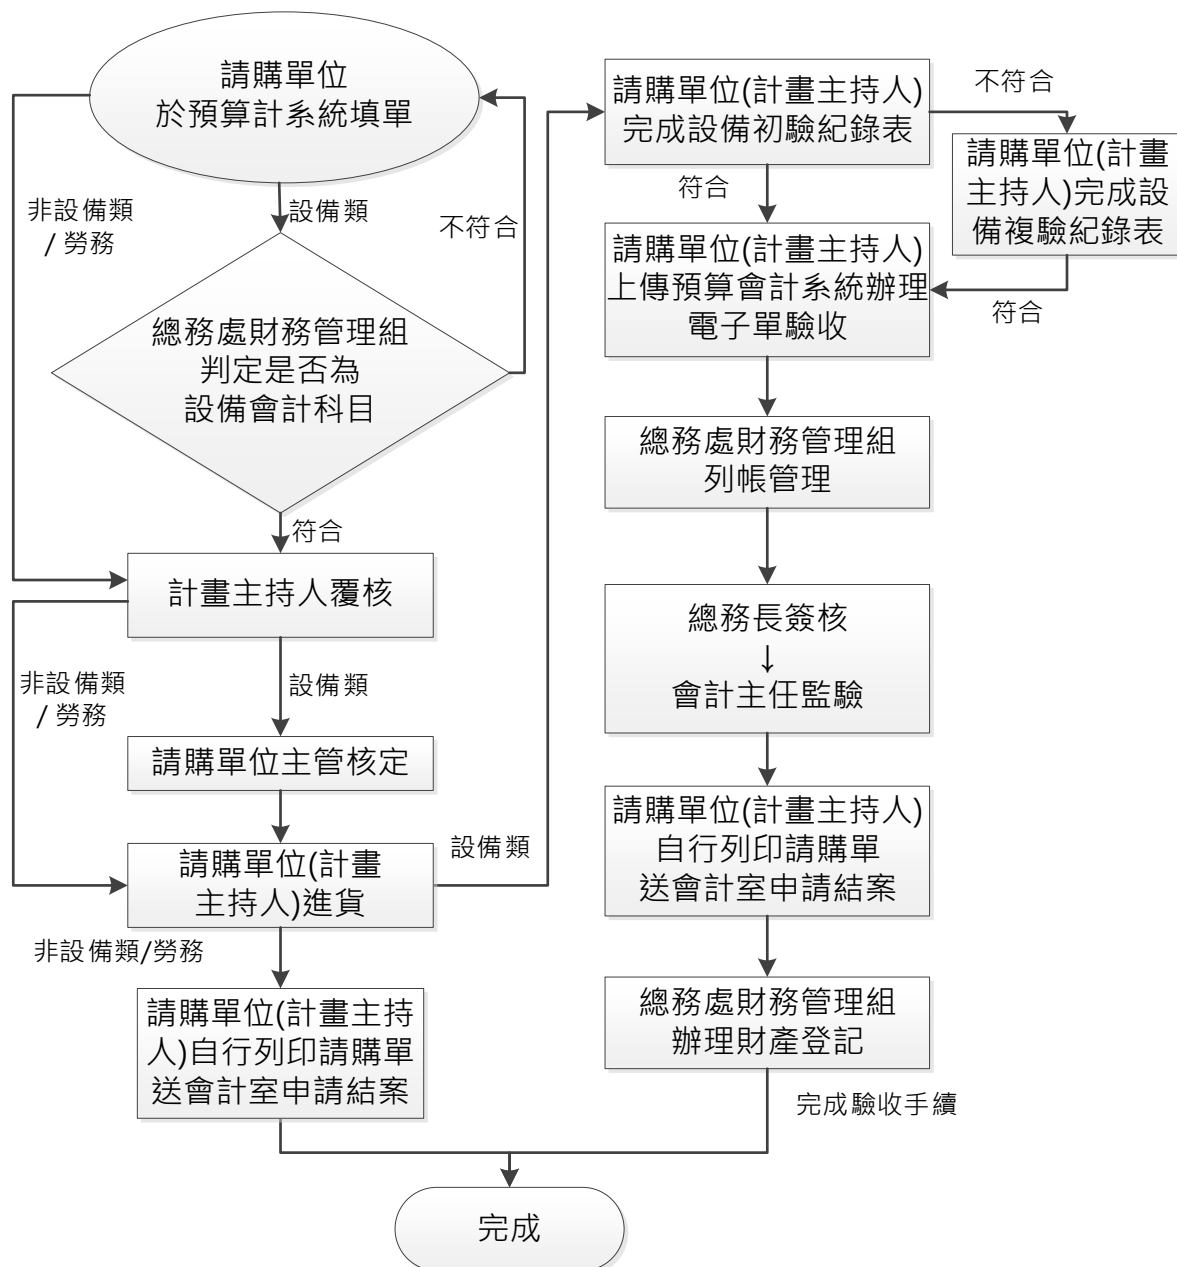 請購單位
於預算計系統填單
非設備類
/ 勞務
設備類
不符合
總務處財務管理組
判定是否為
設備會計科目
符合
計畫主持人覆核
非設備類
/ 勞務
設備類
請購單位主管核定
請購單位(計畫
主持人)進貨
設備類
非設備類/勞務
請購單位(計畫主持
人)自行列印請購單
送會計室申請結案
請購單位(計畫主持人)
完成設備初驗紀錄表
不符合
請購單位(計畫
主持人)完成設
備複驗紀錄表
符合
符合
請購單位(計畫主持人)
上傳預算會計系統辦理
電子單驗收
總務處財務管理組
列帳管理
總務長簽核
↓
會計主任監驗
請購單位(計畫主持人)
自行列印請購單
送會計室申請結案
總務處財務管理組
辦理財產登記
完成驗收手續
完成